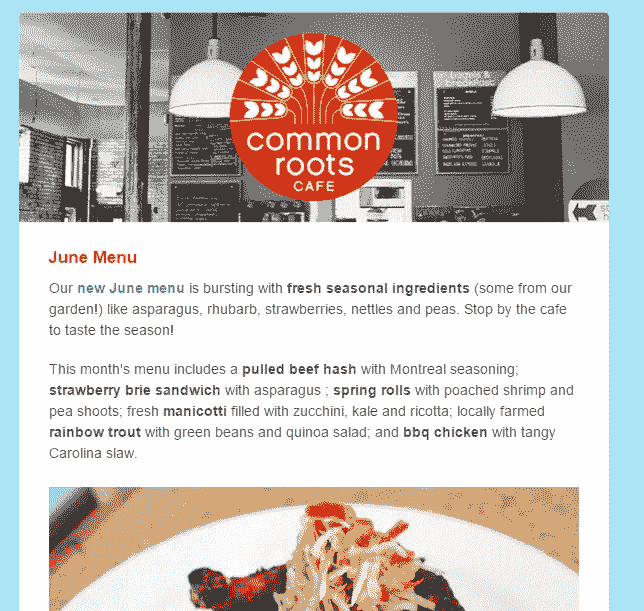 common
roots
CAFE
June Menu
Our new June menu is bursting with fresh seasonal ingredients (some from our
garden!) like asparagus, rhubarb, strawberries, nettles and peas. Stop by the cafe
to taste the season!
This month's menu includes a pulled beef hash with Montreal seasoning;
strawberry brie sandwich with asparagus ; spring rolls with poached shrimp and
pea shoots; fresh manicotti filled with zucchini, kale and ricotta; locally farmed
rainbow trout with green beans and quinoa salad; and bbq chicken with tangy
Carolina slaw.